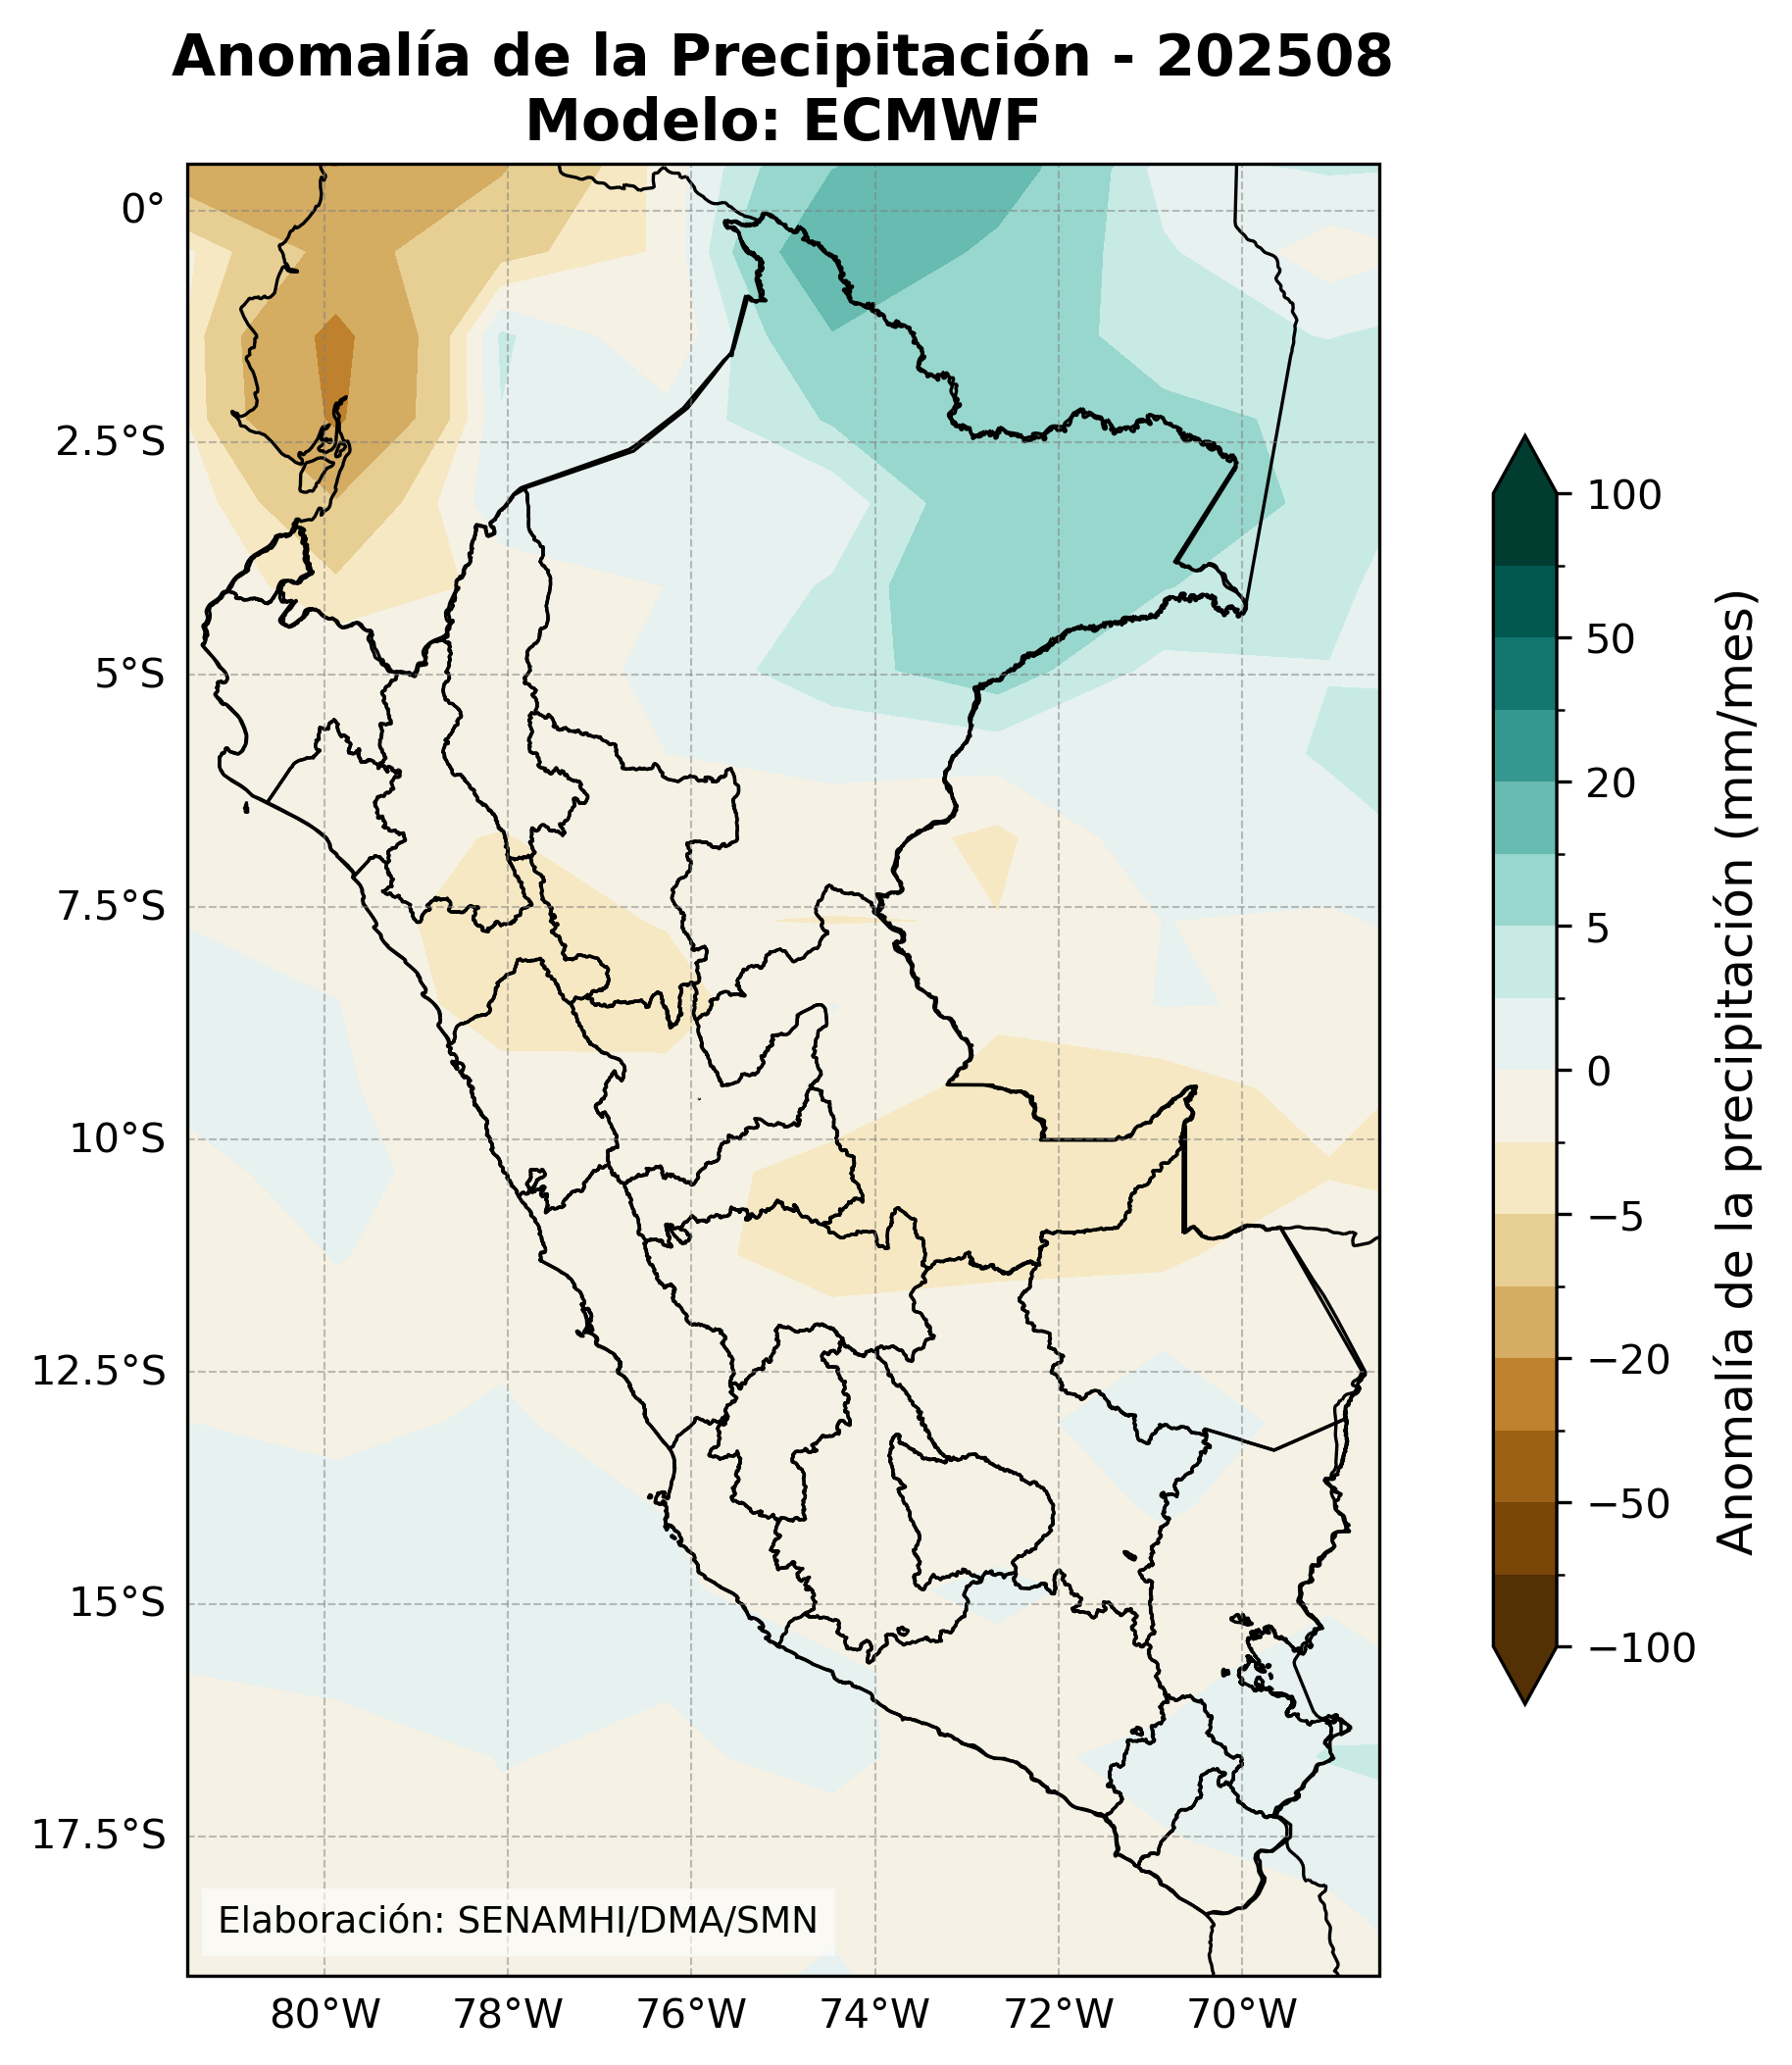 Anomalía de la Precipitación - 202508
Modelo: ECMWF
0°
2.5°S
5°S
7.5°S
10°S
12.5°S
15°S
17.5°S
80°W 78°W 76°W 74°W 72°W 70°W
Elaboración: SENAMHI/DMA/SMN
100
50
20
5
0
−5
−20
−50
−100
Anomalía de la precipitación (mm/mes)